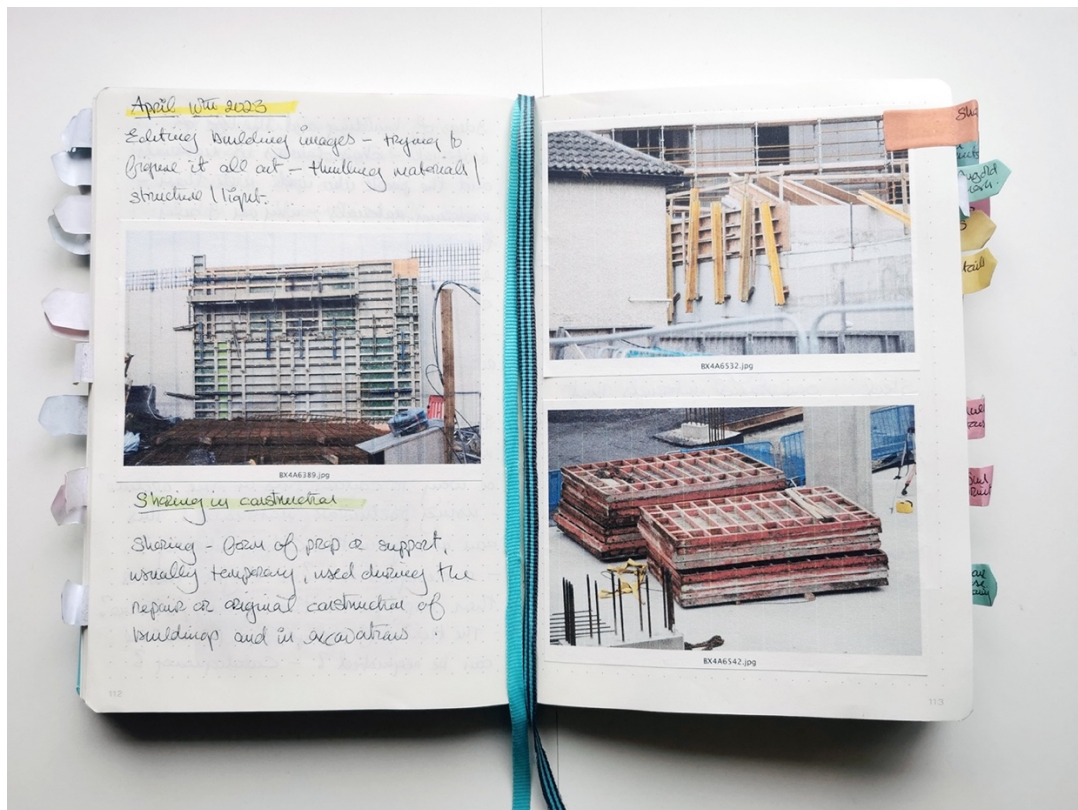 April 10th 2023
Editing building images – trying to
figure it all out – thinking materials/
structure/light.
BX4A6389.jpg
Shoring in construction
Shoring – form of prop or support,
usually temporary, used during the
repair or original construction of
buildings and in excavations
112
BX4A6532.jpg
BX4A6542.jpg
113